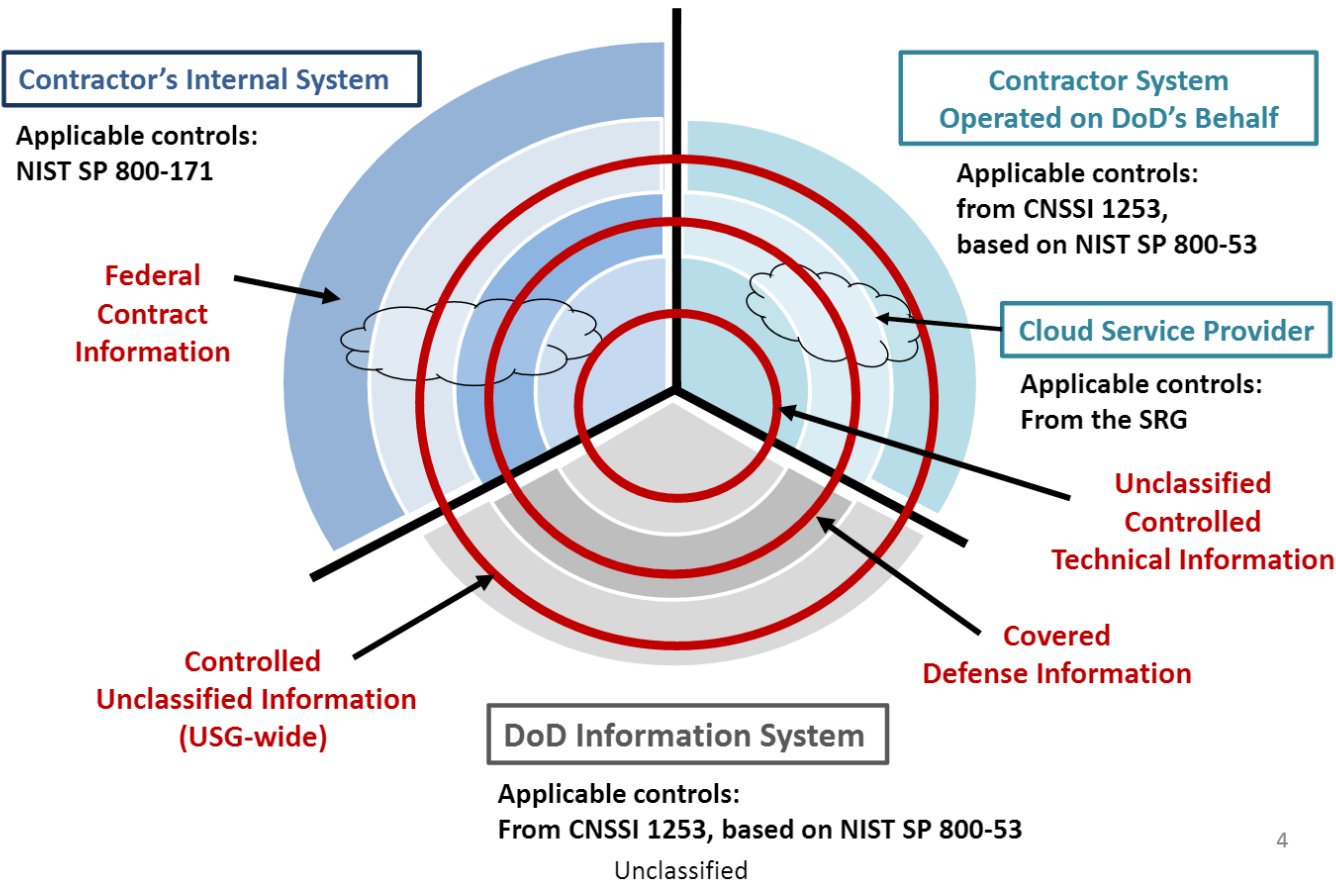 Contractor’s Internal System
Applicable controls:
NIST SP 800-171
Contractor System
Operated on DoD’s Behalf
Applicable controls:
from CNSSI 1253,
based on NIST SP 800-53
Federal
Contract
Information
Cloud Service Provider
Applicable controls:
From the SRG
Unclassified
Controlled
Technical Information
Covered
Defense Information
Controlled
Unclassified Information
(USG-wide)
DoD Information System
Applicable controls:
From CNSSI 1253, based on NIST SP 800-53
4
Unclassified